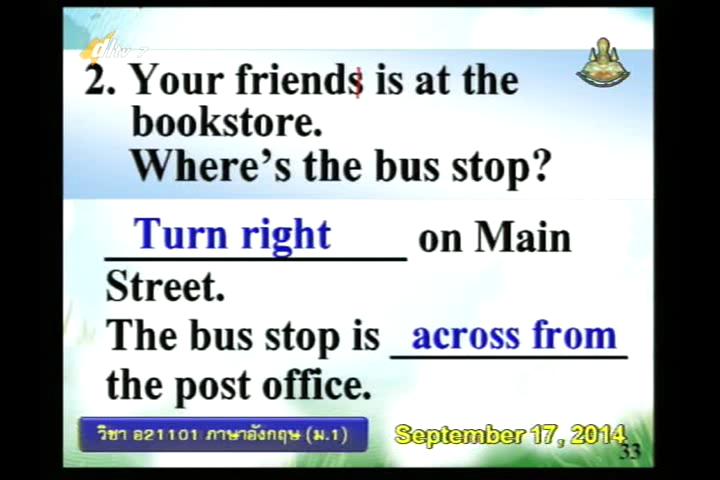 dltv 7
2. Your friends is at the
bookstore.
Where's the bus stop?
Turn right on Main
Street.
The bus stop is across from
the post office.
วิชา อ21101 ภาษาอังกฤษ (ม.1)
September 17, 2014
33